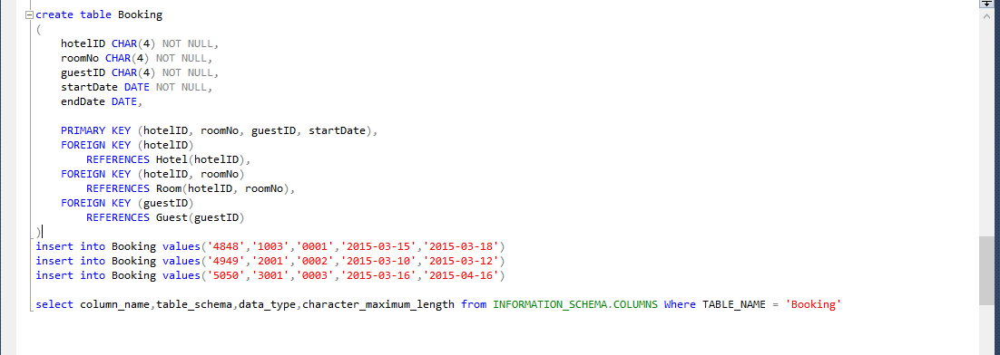 create table Booking
(
    hotelID CHAR(4) NOT NULL,
    roomNo CHAR(4) NOT NULL,
    guestID CHAR(4) NOT NULL,
    startDate DATE NOT NULL,
    endDate DATE,

    PRIMARY KEY (hotelID, roomNo, guestID, startDate),
    FOREIGN KEY (hotelID)
        REFERENCES Hotel(hotelID),
    FOREIGN KEY (hotelID, roomNo)
        REFERENCES Room(hotelID, roomNo),
    FOREIGN KEY (guestID)
        REFERENCES Guest(guestID)
)
insert into Booking values('4848','1003','0001','2015-03-15','2015-03-18')
insert into Booking values('4949','2001','0002','2015-03-10','2015-03-12')
insert into Booking values('5050','3001','0003','2015-03-16','2015-04-16')

select column_name,table_schema,data_type,character_maximum_length from INFORMATION_SCHEMA.COLUMNS Where TABLE_NAME = 'Booking'